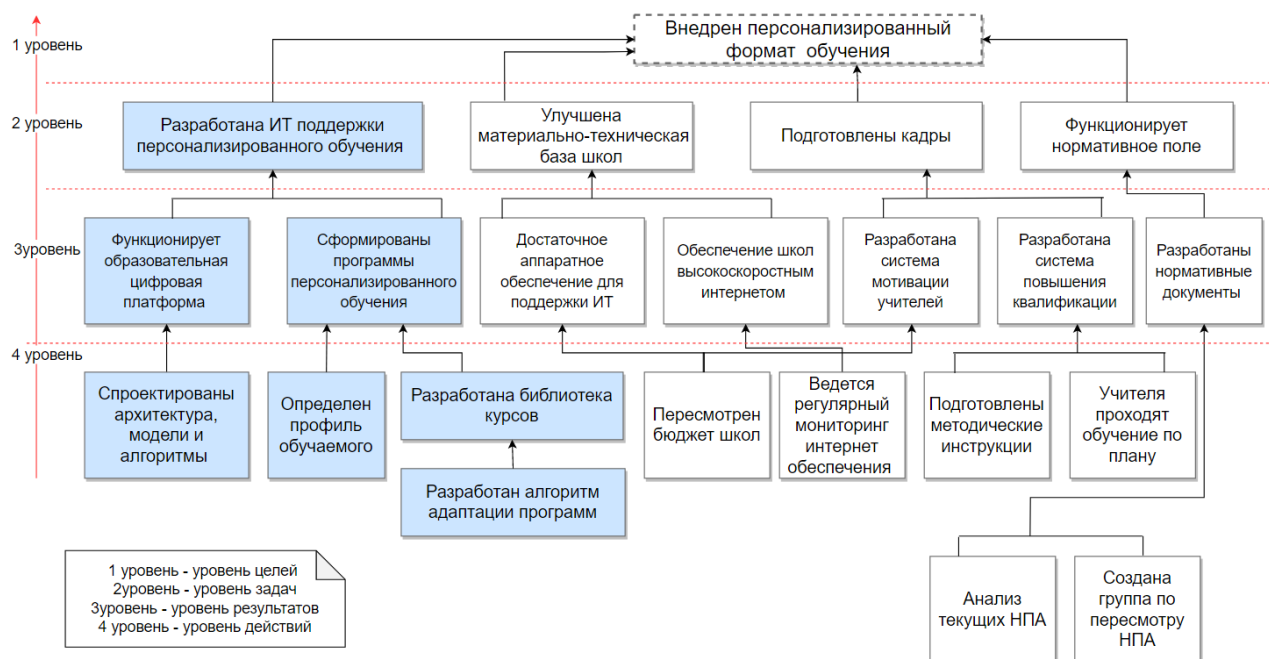 1 уровень
Внедрен персонализированный
формат обучения
2 уровень
Разработана ИТ поддержки
персонализированного обучения
Улучшена
материально-техническая
база школ
Подготовлены кадры
Функционирует
нормативное поле
3уровень
Функционирует
образовательная
цифровая
платформа
Сформированы
программы
персонализированного
обучения
Достаточное
аппаратное
обеспечение для
поддержки ИТ
Обеспечение школ
высокоскоростным
интернетом
Разработана
система
мотивации
учителей
Разработана
система
повышения
квалификации
Разработаны
нормативные
документы
4 уровень
Спроектированы
архитектура,
модели и
алгоритмы
Определен
профиль
обучаемого
Разработана библиотека
курсов
Пересмотрен
бюджет школ
Ведется
регулярный
мониторинг
интернет
обеспечения
Подготовлены
методические
инструкции
Учителя
проходят
обучение по
плану
Разработан алгоритм
адаптации программ
1 уровень - уровень целей
2уровень - уровень задач
3уровень - уровень результатов
4 уровень - уровень действий
Анализ
текущих НПА
Создана
группа по
пересмотру
НПА